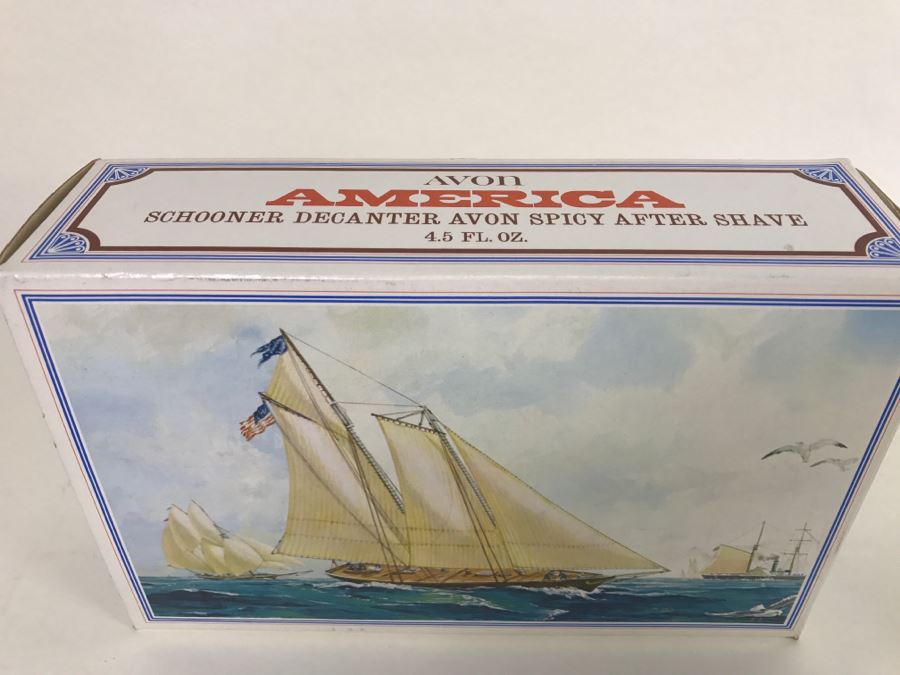 AVON
AMERICA
SCHOONER DECANTER AVON SPICY AFTER SHAVE
4.5 FL. OZ.